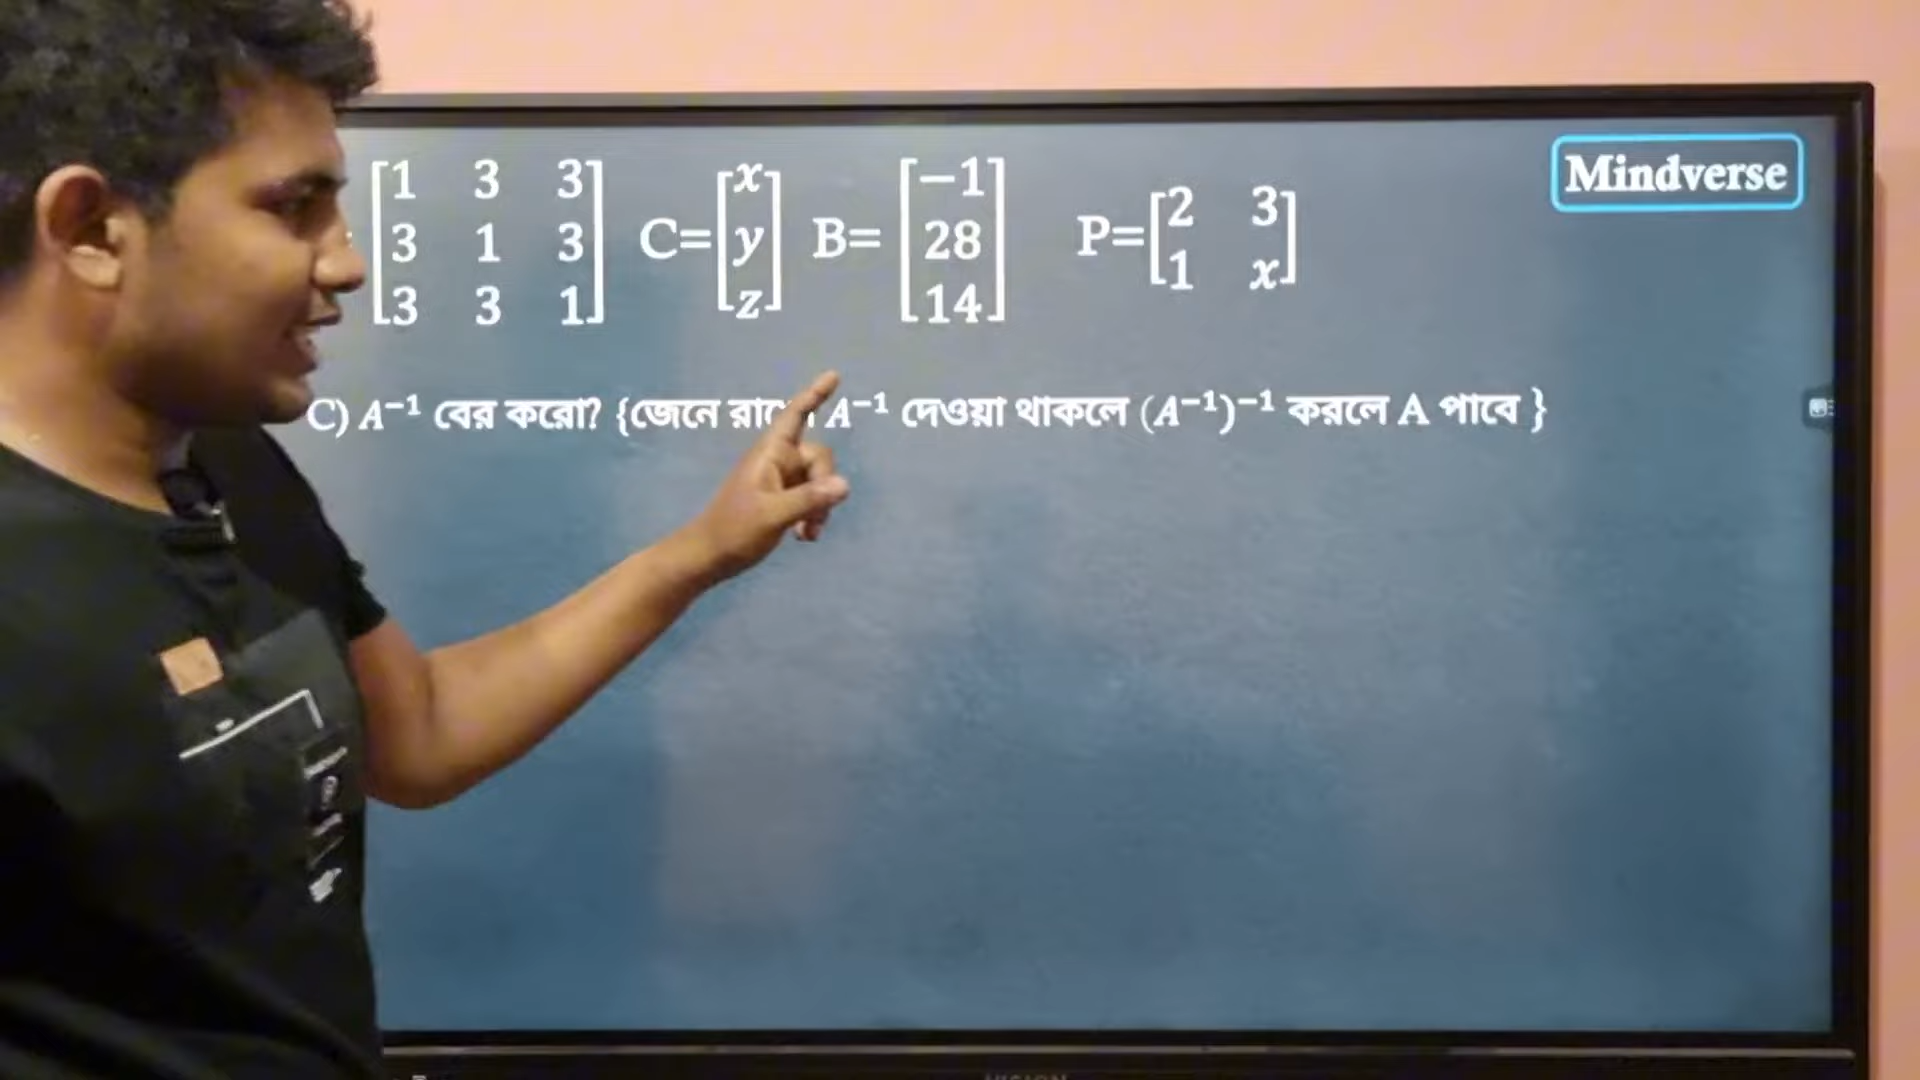 Mindverse
[1 3 3] C=[x] B= [−1] P=[2 3]
[3 1 3] [y] [28] [1 x]
[3 3 1] [z] [14]
C) A⁻¹ বের করো? {জেনে A⁻¹ দেওয়া থাকলে (A⁻¹)⁻¹ করলে A পাবে }